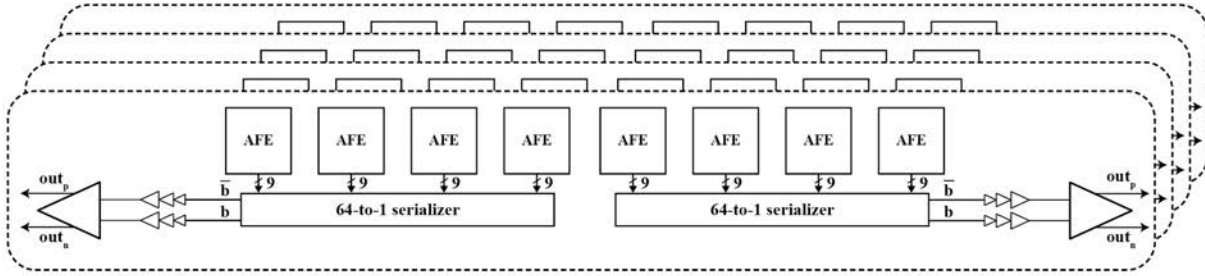 AFE AFE AFE AFE AFE AFE AFE AFE
9 9 9 9 9 9 9 9
out_p b̅ b̅ out_p
64-to-1 serializer 64-to-1 serializer
b b
out_n out_n